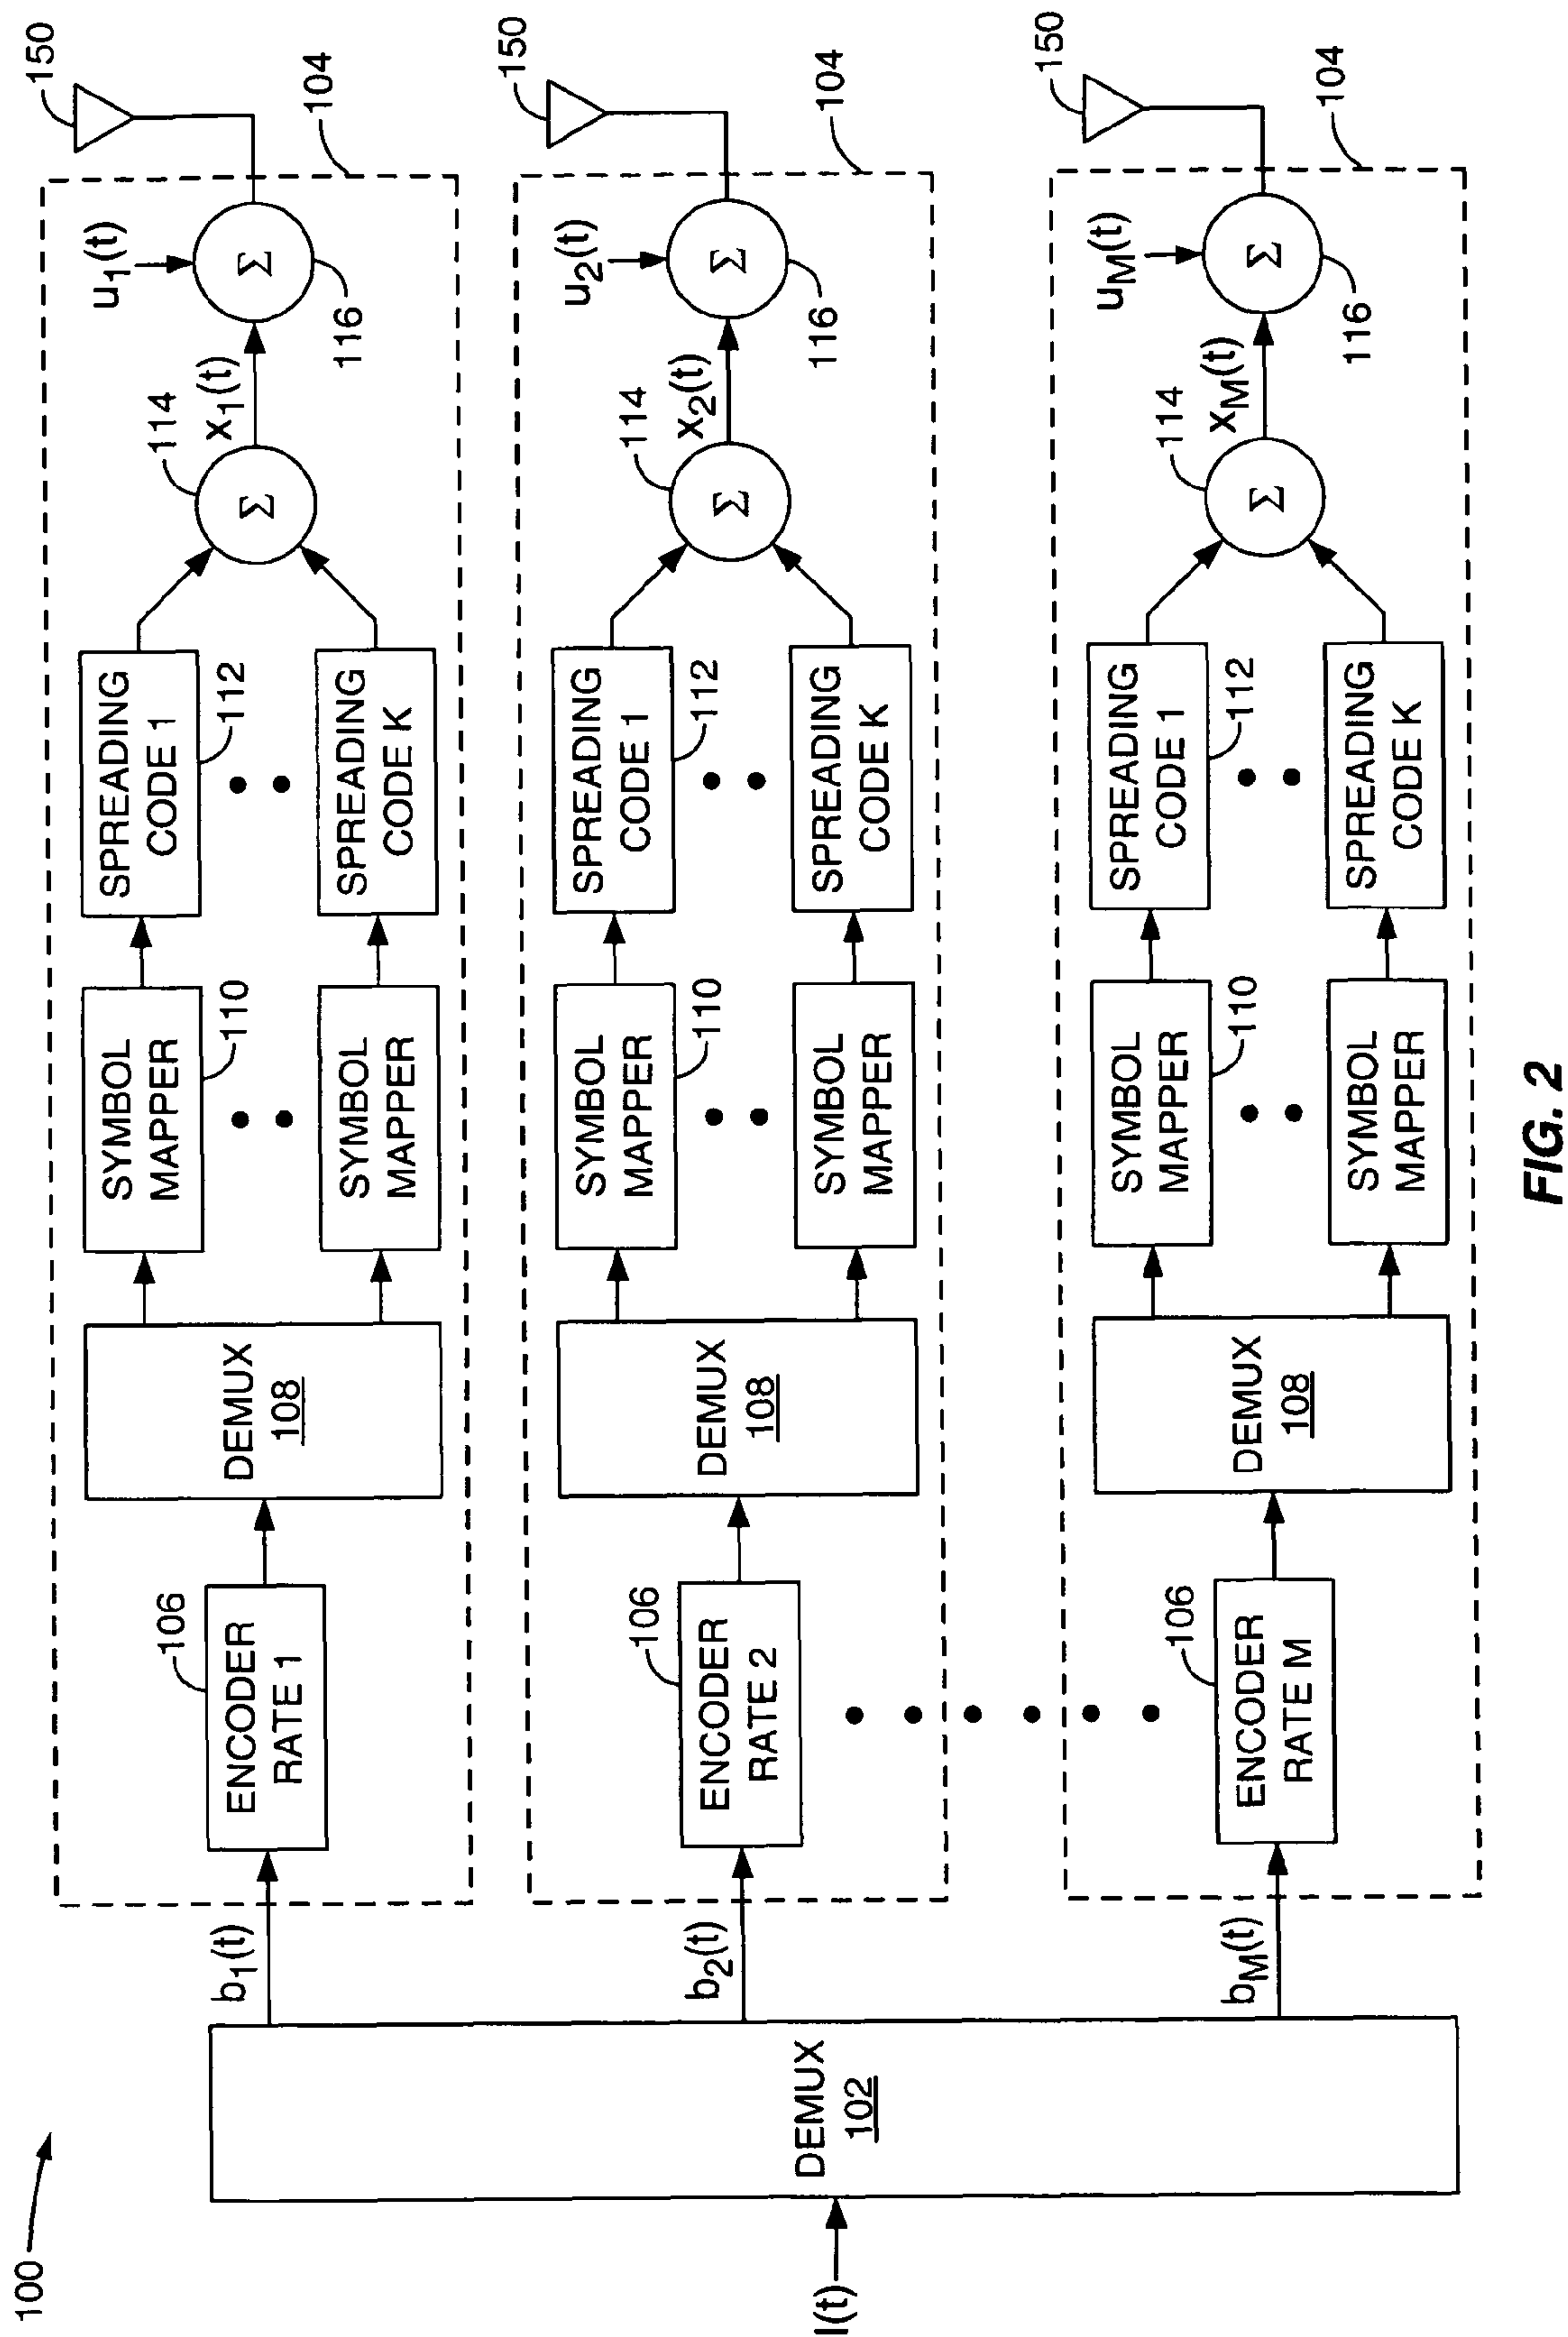 100
I(t)
DEMUX
102
b1(t)
ENCODER
RATE 1
106
DEMUX
108
SYMBOL
MAPPER
110
SYMBOL
MAPPER
SPREADING
CODE 1
112
SPREADING
CODE K
Σ
114
x1(t)
u1(t)
Σ
116
104
150
b2(t)
ENCODER
RATE 2
106
DEMUX
108
SYMBOL
MAPPER
110
SYMBOL
MAPPER
SPREADING
CODE 1
112
SPREADING
CODE K
Σ
114
x2(t)
u2(t)
Σ
116
104
150
bM(t)
ENCODER
RATE M
106
DEMUX
108
SYMBOL
MAPPER
110
SYMBOL
MAPPER
SPREADING
CODE 1
112
SPREADING
CODE K
Σ
114
xM(t)
uM(t)
Σ
116
104
150
FIG. 2